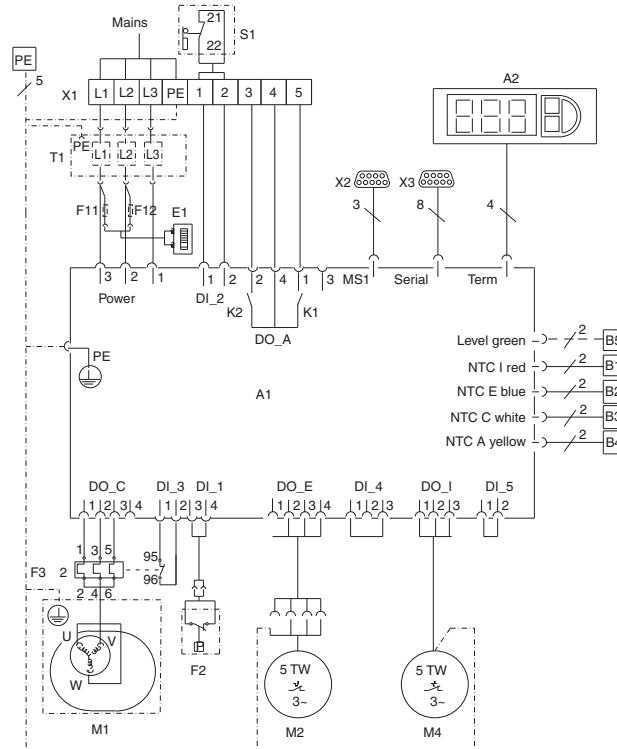 21
Mains
S1
22
PE
5
A2
X1 L1 L2 L3 PE 1 2 3 4 5
PE
T1 L1 L2 L3
X2 X3
F11 F12 E1
3 8 4
3 2 1 1 2 2 4 1 3 MS1 Serial Term
Power DI_2 K2 K1
DO_A
Level green 2 B5
PE
NTC I red 2 B1
NTC E blue 2 B2
A1
NTC C white 2 B3
NTC A yellow 2 B4
DO_C DI_3 DI_1 DO_E DI_4 DO_I DI_5
1 2 3 4 1 2 3 4 1 2 3 4 1 2 3 1 2 3 1 2
1 3 5 95
F3 2
96
2 4 6
U V
P
W
F2
5 TW 5 TW
3~ 3~
M1 M2 M4